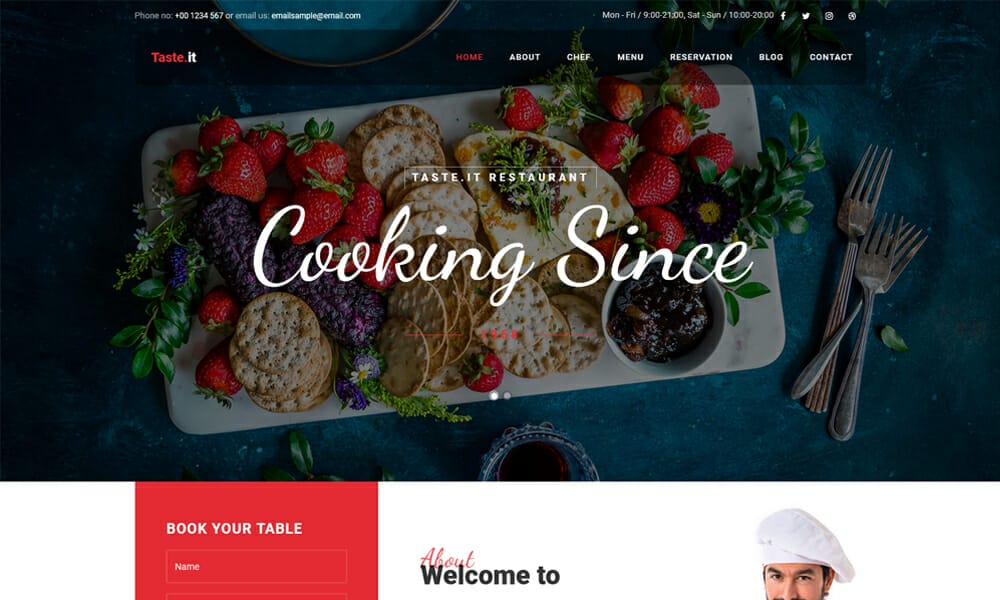 Phone no: +00 1234 567 or email us: emailsample@email.com
Mon - Fri / 9:00-21:00, Sat - Sun / 10:00-20:00
Taste.it
HOME ABOUT CHEF MENU RESERVATION BLOG CONTACT
TASTE.IT RESTAURANT
Cooking Since
BOOK YOUR TABLE
Name
About
Welcome to